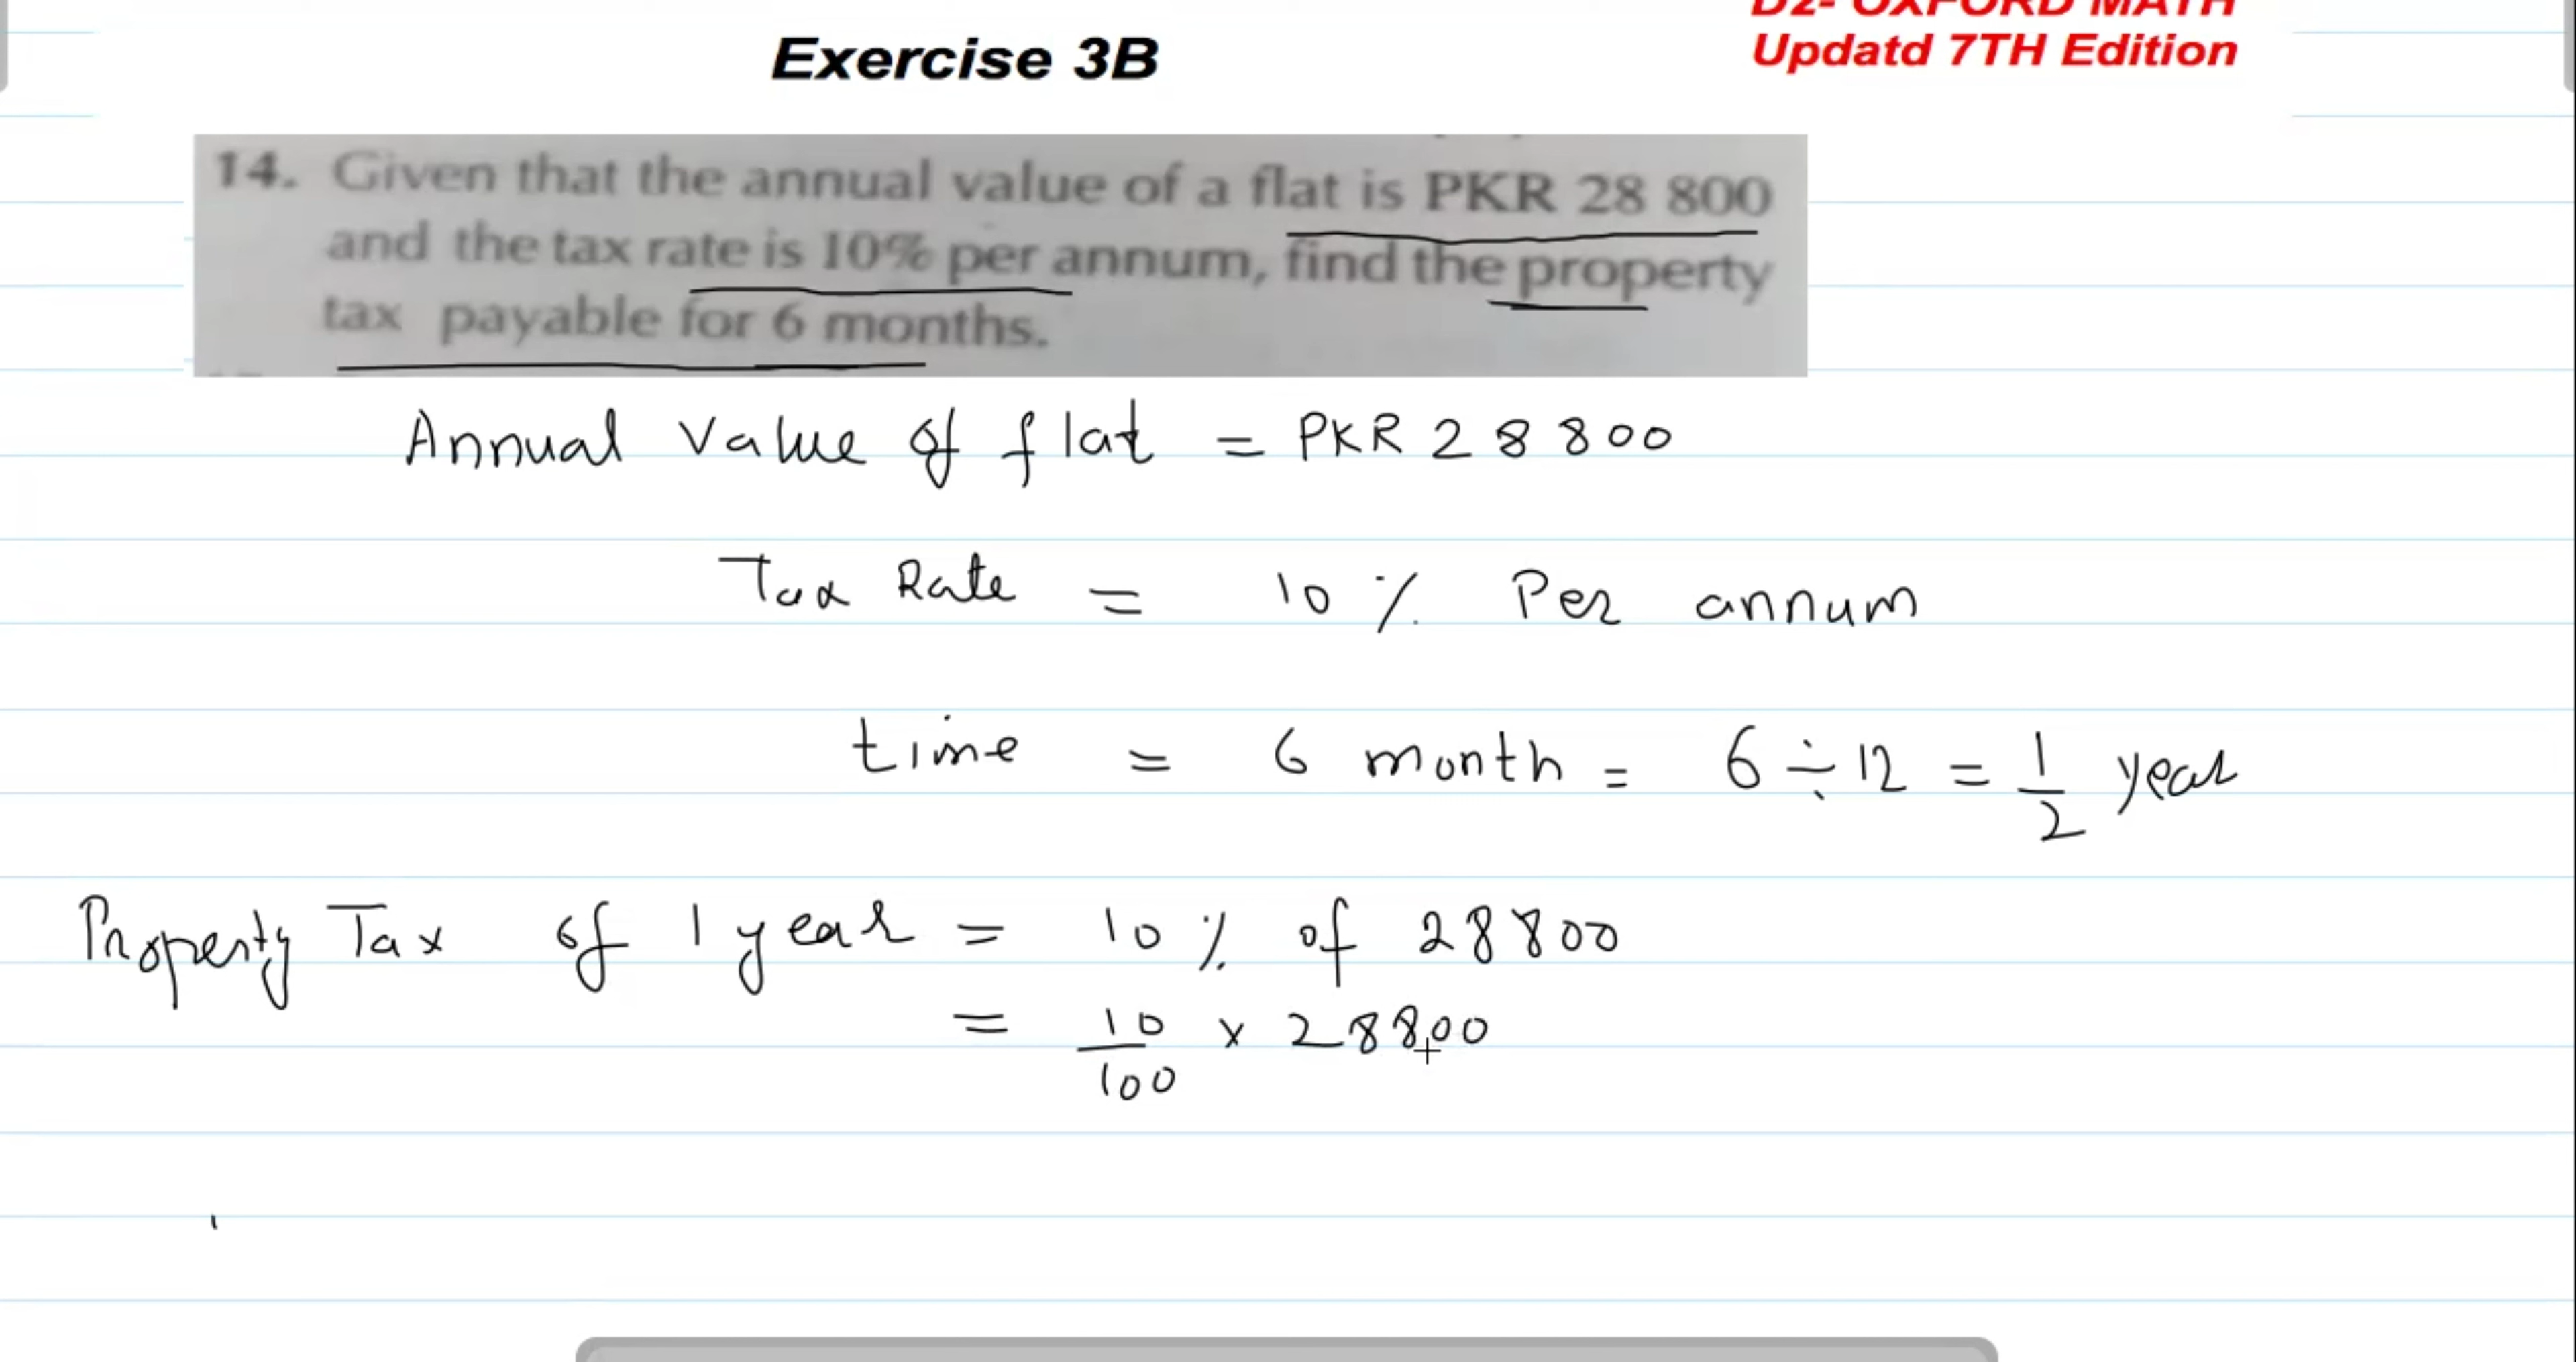 D2- OXFORD MATH
Updatd 7TH Edition
Exercise 3B
14. Given that the annual value of a flat is PKR 28 800
and the tax rate is 10% per annum, find the property
tax payable for 6 months.
Annual Value of flat = PKR 28800
Tax Rate = 10 % Per annum
time = 6 month = 6 ÷ 12 = 1/2 year
Property Tax of 1 year = 10 % of 28800
= 10/100 × 28800